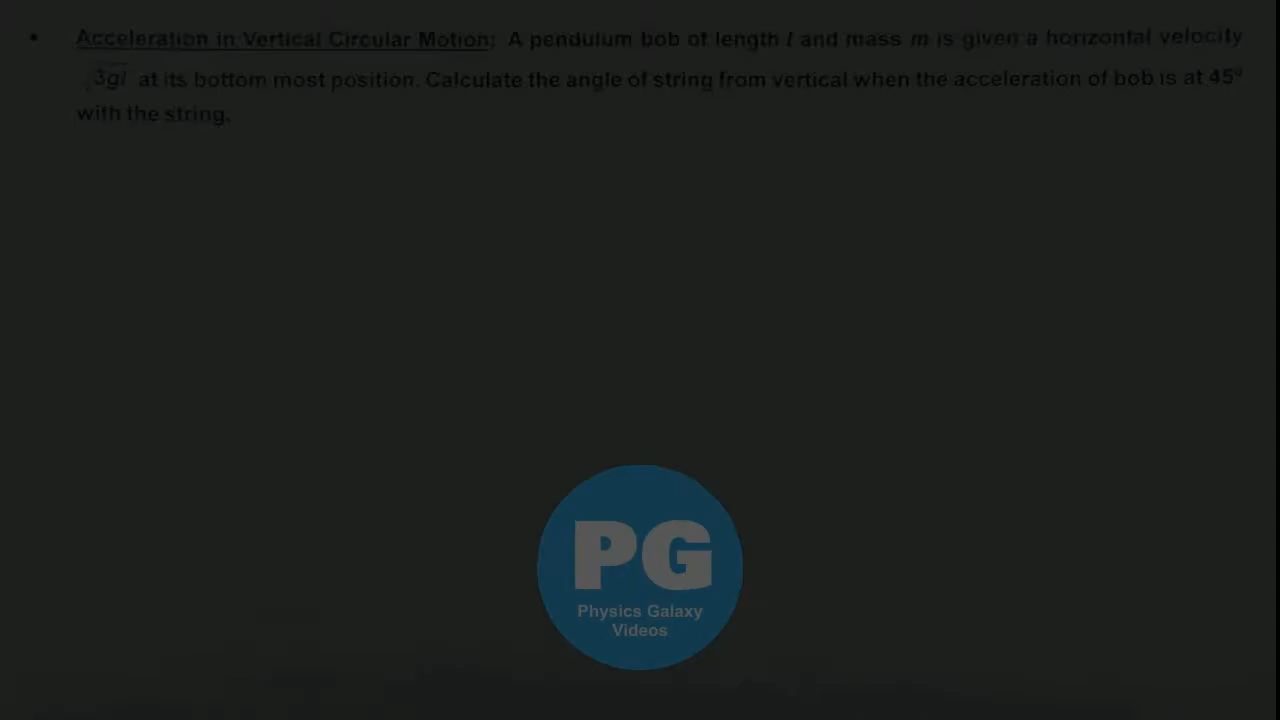 • Acceleration in Vertical Circular Motion: A pendulum bob of length l and mass m is given a horizontal velocity
√3gl at its bottom most position. Calculate the angle of string from vertical when the acceleration of bob is at 45°
with the string.
PG
Physics Galaxy
Videos